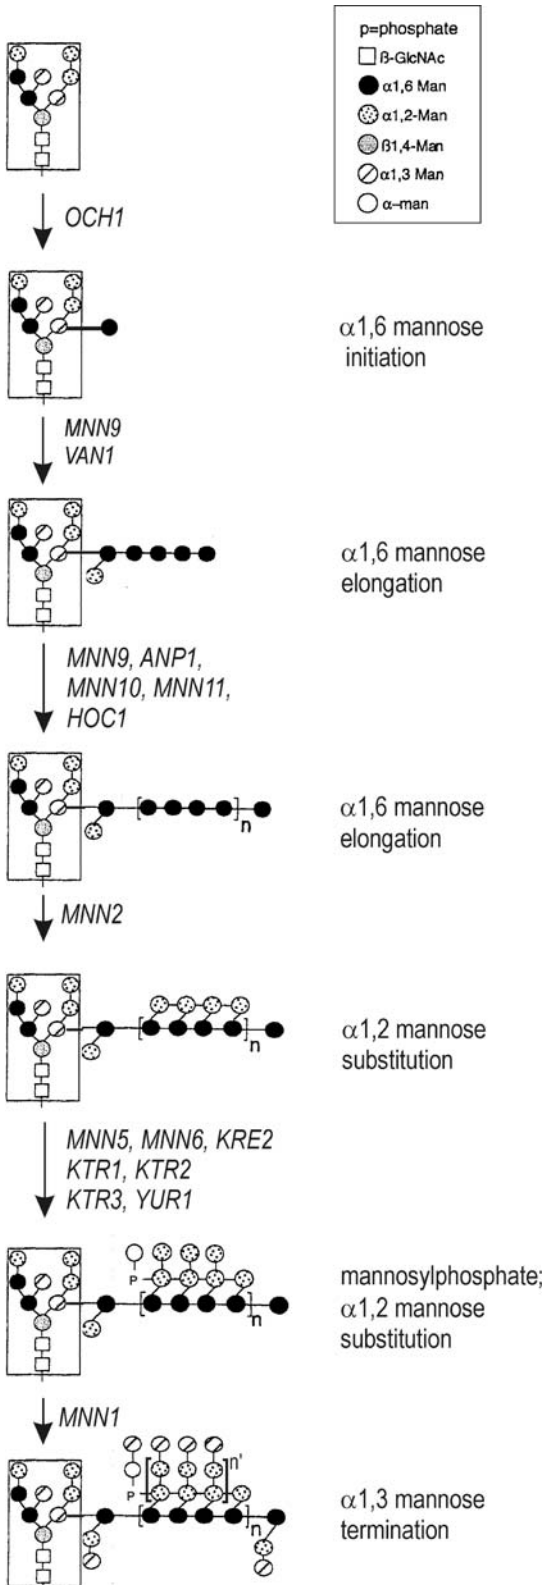 p=phosphate
ß-GlcNAc
α1,6 Man
α1,2-Man
ß1,4-Man
α1,3 Man
α–man
OCH1
α1,6 mannose
initiation
MNN9
VAN1
α1,6 mannose
elongation
MNN9, ANP1,
MNN10, MNN11,
HOC1
n
α1,6 mannose
elongation
MNN2
n
α1,2 mannose
substitution
MNN5, MNN6, KRE2
KTR1, KTR2
KTR3, YUR1
P
n
mannosylphosphate;
α1,2 mannose
substitution
MNN1
n'
P
n
α1,3 mannose
termination